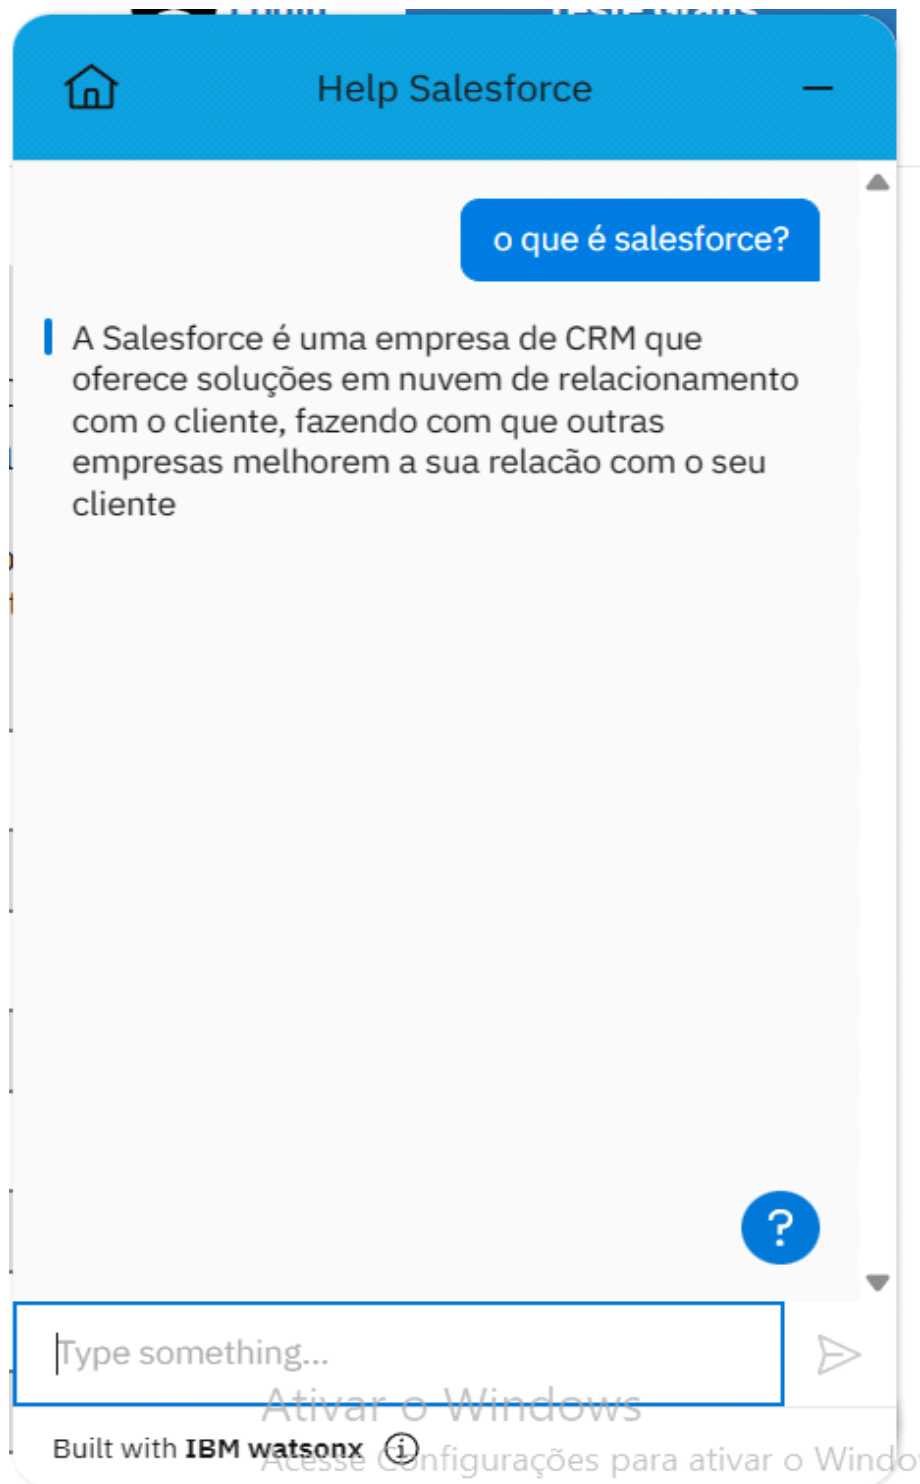 Help Salesforce
o que é salesforce?
A Salesforce é uma empresa de CRM que
oferece soluções em nuvem de relacionamento
com o cliente, fazendo com que outras
empresas melhorem a sua relacão com o seu
cliente
?
Type something...
Ativar o Windows
Built with IBM watsonx
Acesse Configurações para ativar o Windo